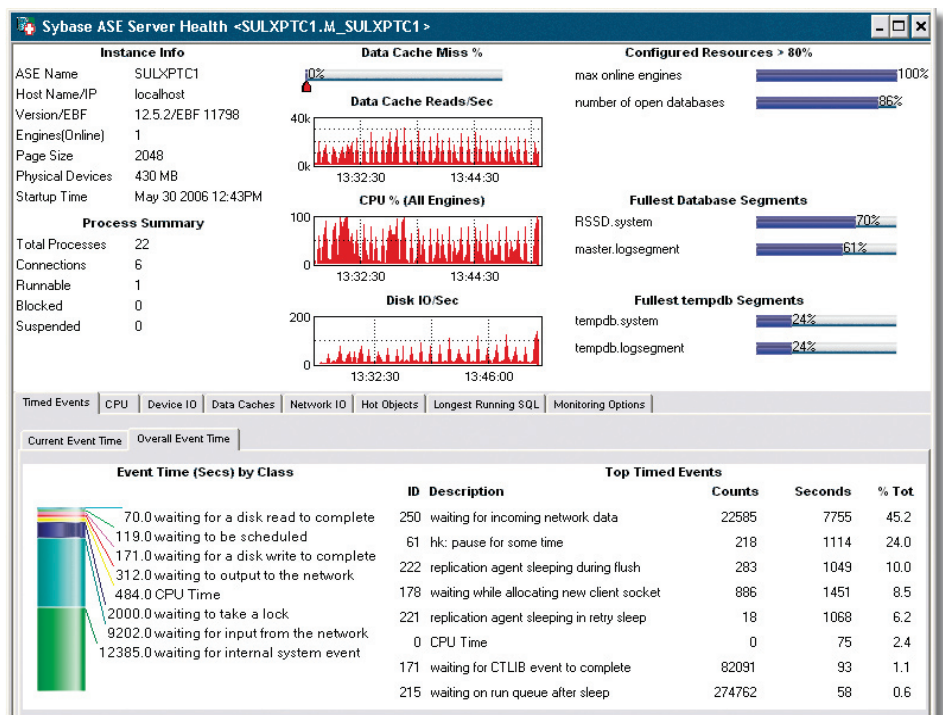 Sybase ASE Server Health <SULXPTC1.M_SULXPTC1>
Instance Info
ASE Name SULXPTC1
Host Name/IP localhost
Version/EBF 12.5.2/EBF 11798
Engines(Online) 1
Page Size 2048
Physical Devices 430 MB
Startup Time May 30 2006 12:43PM
Process Summary
Total Processes 22
Connections 6
Runnable 1
Blocked 0
Suspended 0
Data Cache Miss %
0%
Data Cache Reads/Sec
40k
0k
13:32:30 13:44:30
CPU % (All Engines)
100
0
13:32:30 13:44:30
Disk IO/Sec
200
0
13:32:30 13:46:00
Configured Resources > 80%
max online engines 100%
number of open databases 86%
Fullest Database Segments
RSSD.system 70%
master.logsegment 61%
Fullest tempdb Segments
tempdb.system 24%
tempdb.logsegment 24%
Timed Events CPU Device IO Data Caches Network IO Hot Objects Longest Running SQL Monitoring Options
Current Event Time Overall Event Time
Event Time (Secs) by Class
70.0 waiting for a disk read to complete
119.0 waiting to be scheduled
171.0 waiting for a disk write to complete
312.0 waiting to output to the network
484.0 CPU Time
2000.0 waiting to take a lock
9202.0 waiting for input from the network
12385.0 waiting for internal system event
Top Timed Events
ID Description Counts Seconds % Tot
250 waiting for incoming network data 22585 7755 45.2
61 hk: pause for some time 218 1114 24.0
222 replication agent sleeping during flush 283 1049 10.0
178 waiting while allocating new client socket 886 1451 8.5
221 replication agent sleeping in retry sleep 18 1068 6.2
0 CPU Time 0 75 2.4
171 waiting for CTLIB event to complete 82091 93 1.1
215 waiting on run queue after sleep 274762 58 0.6